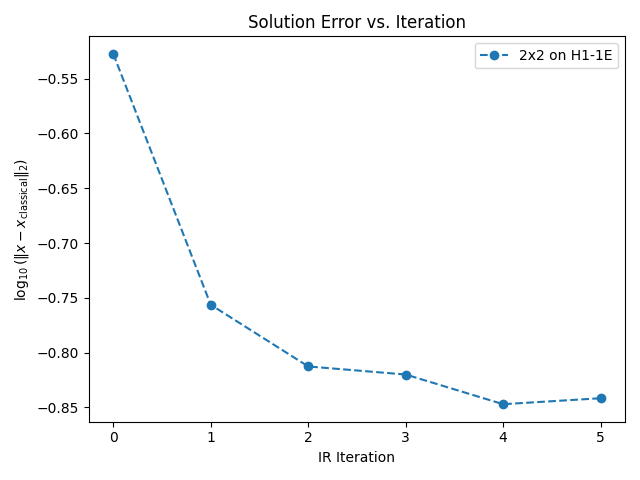 Solution Error vs. Iteration
2x2 on H1-1E
log₁₀(‖x − x_classical‖₂)
−0.55
−0.60
−0.65
−0.70
−0.75
−0.80
−0.85
0 1 2 3 4 5
IR Iteration